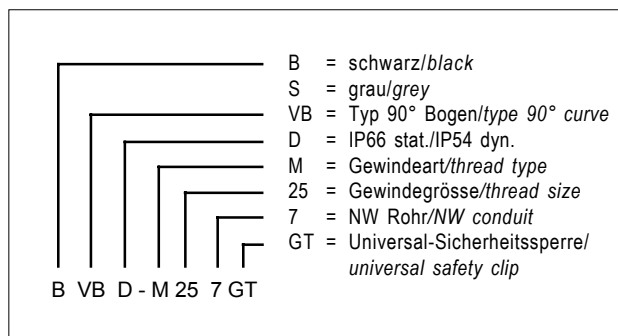 B = schwarz/black
S = grau/grey
VB = Typ 90° Bogen/type 90° curve
D = IP66 stat./IP54 dyn.
M = Gewindeart/thread type
25 = Gewindegrösse/thread size
7 = NW Rohr/NW conduit
GT = Universal-Sicherheitssperre/
universal safety clip
B VB D - M 25 7 GT